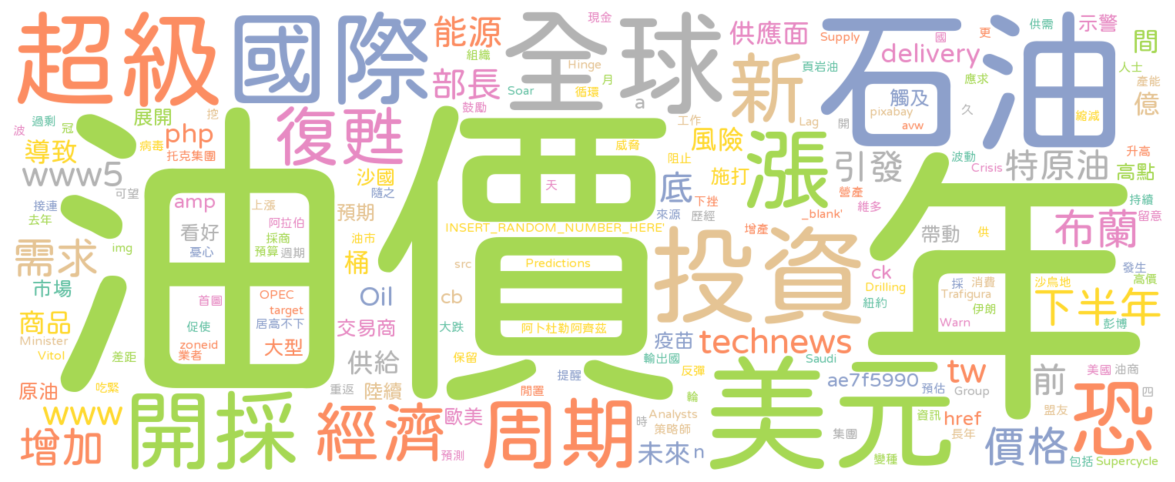 超級
國際
能源
組織
部長
Soar
鼓勵
Hinge
現金
循環
全球
月
a
供應面
Supply
頁岩油
石油
delivery
更
國
應求
供需
示警
人士
間
產能
億
新
觸及
pixabay
avw
久
縮減
波
過剩
冠
展開
病毒
php
挖
托克集團
導致
www5
可望
復甦
沙國
隨之
油價
年
工作
威脅
阻止
風險
施打
Lag
漲
開
引發
波動
Crisis
特原油
升高
高點
接連
去年
img
amp
看好
憂心
上漲
阿拉伯
採商
預算
週期
預期
油市
桶
天
INSERT_RANDOM_NUMBER_HERE'
底
來源
下挫
歷經
_blank'
增產
營產
維多
帶動
供
持續
留意
布蘭
發生
需求
市場
首圖
OPEC
target
促使
居高不下
zoneid
業者
大型
Oil
交易商
cb
src
Predictions
大跌
阿卜杜勒阿齊茲
投資
ck
Drilling
紐約
採
消費
Trafigura
伊朗
沙烏地
高價
下半年
彭博
商品
Minister
Vitol
差距
供給
保留
疫苗
輸出國
technews
Saudi
Warn
原油
吃緊
www
重返
陸續
閒置
提醒
反彈
輪
美元
ae7f5990
預估
tw
Group
前
美國
油商
四
增加
開採
經濟
歐美
預測
周期
時
Analysts
策略師
未來
n
集團
變種
資訊
href
長年
盟友
價格
恐
包括
Supercycle